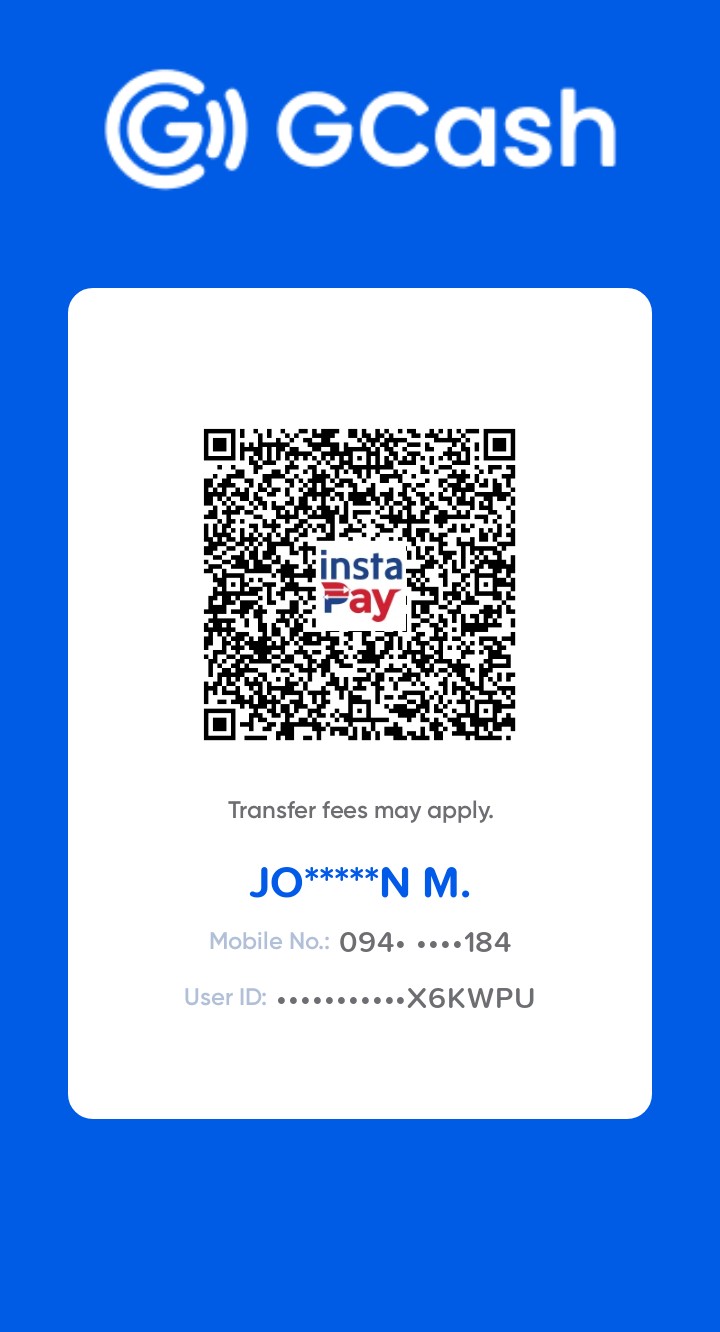 GCash
insta
Pay
Transfer fees may apply.
JO*****N M.
Mobile No.: 094• ••••184
User ID: •••••••••••X6KWPU